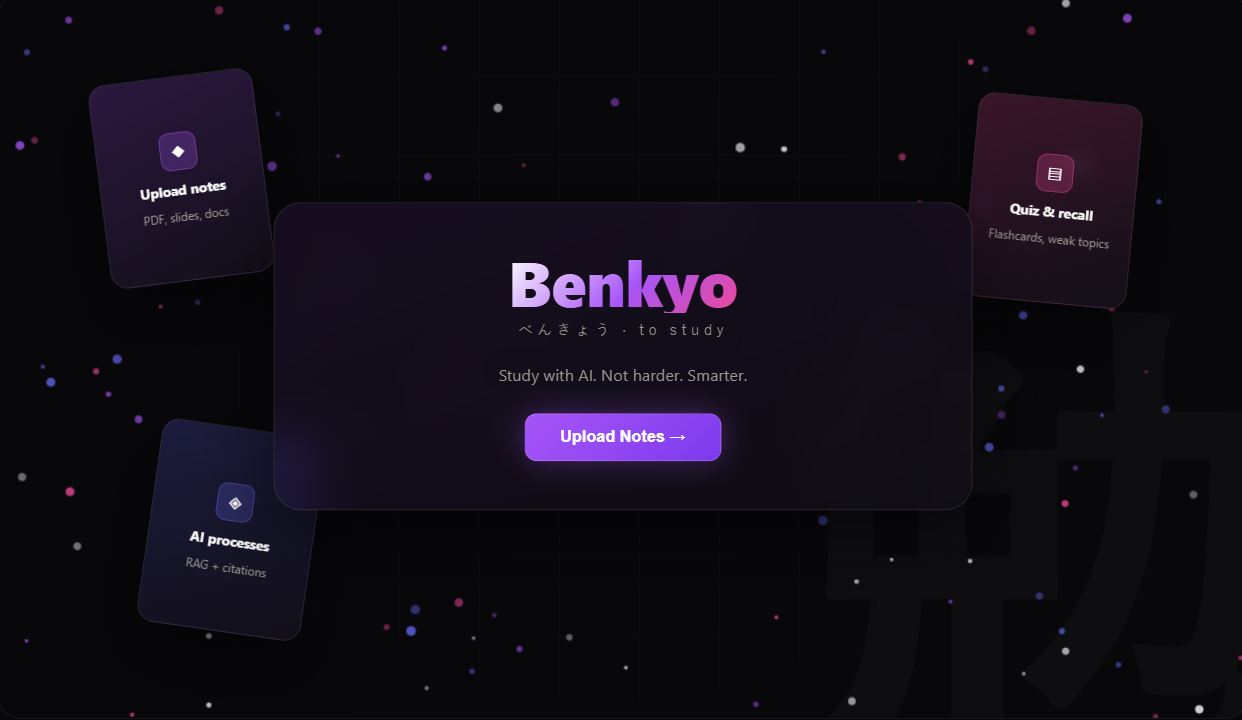 Upload notes
PDF, slides, docs
Quiz & recall
Flashcards, weak topics
Benkyo
べんきょう · to study
Study with AI. Not harder. Smarter.
Upload Notes →
AI processes
RAG + citations
勉